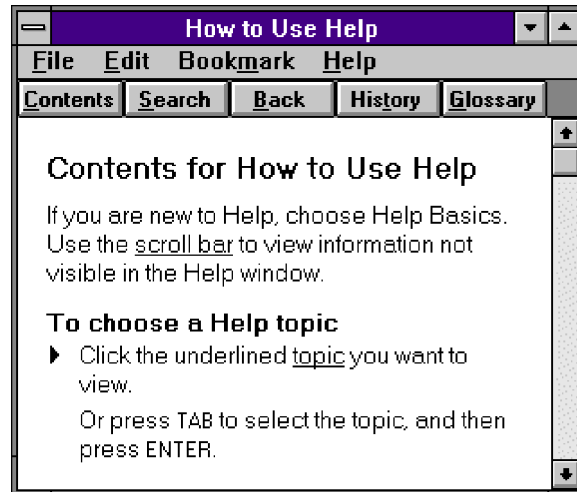 How to Use Help
File Edit Bookmark Help
Contents Search Back History Glossary
Contents for How to Use Help
If you are new to Help, choose Help Basics.
Use the scroll bar to view information not
visible in the Help window.
To choose a Help topic
Click the underlined topic you want to
view.
Or press TAB to select the topic, and then
press ENTER.